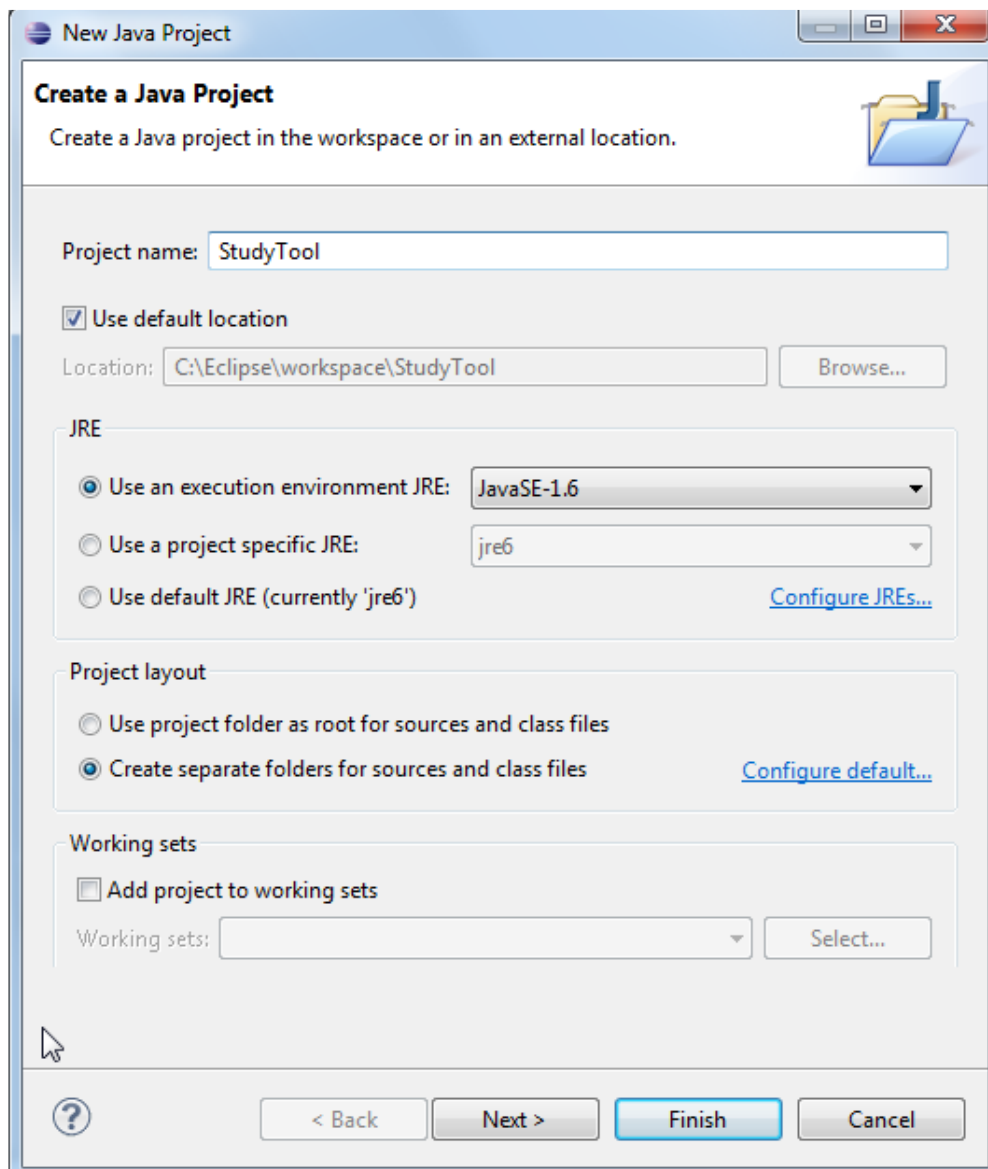 New Java Project
Create a Java Project
Create a Java project in the workspace or in an external location.
Project name: StudyTool
Use default location
Location: C:\Eclipse\workspace\StudyTool Browse...
JRE
Use an execution environment JRE: JavaSE-1.6
Use a project specific JRE: jre6
Use default JRE (currently 'jre6') Configure JREs...
Project layout
Use project folder as root for sources and class files
Create separate folders for sources and class files Configure default...
Working sets
Add project to working sets
Working sets: Select...
? < Back Next > Finish Cancel